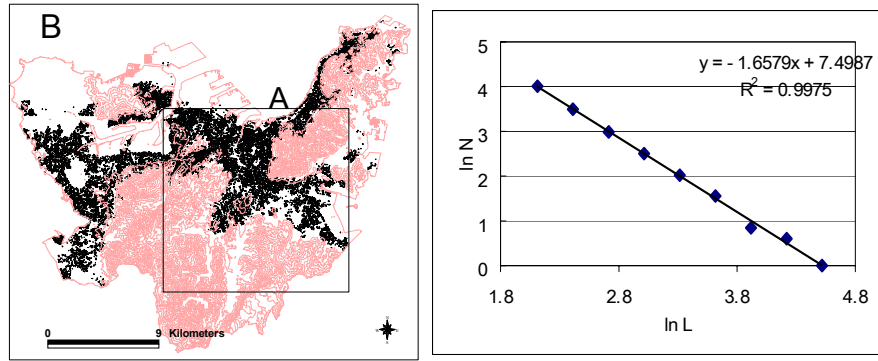 B
A
0 9 Kilometers
5
4
3
2
1
0
ln N
y = - 1.6579x + 7.4987
R² = 0.9975
1.8 2.8 3.8 4.8
ln L